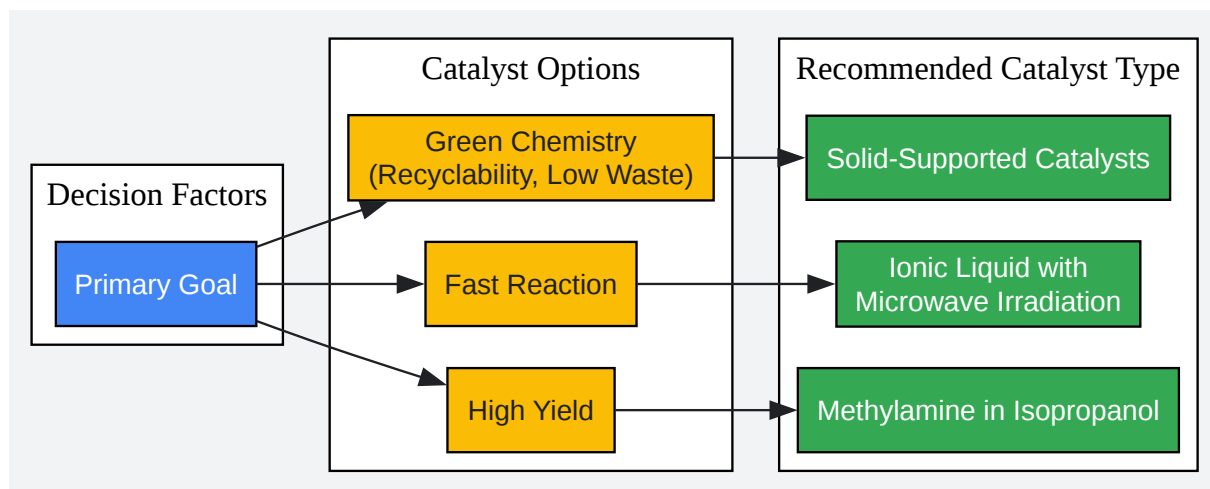 Decision Factors
Primary Goal
Catalyst Options
Green Chemistry
(Recyclability, Low Waste)
Fast Reaction
High Yield
Recommended Catalyst Type
Solid-Supported Catalysts
Ionic Liquid with
Microwave Irradiation
Methylamine in Isopropanol